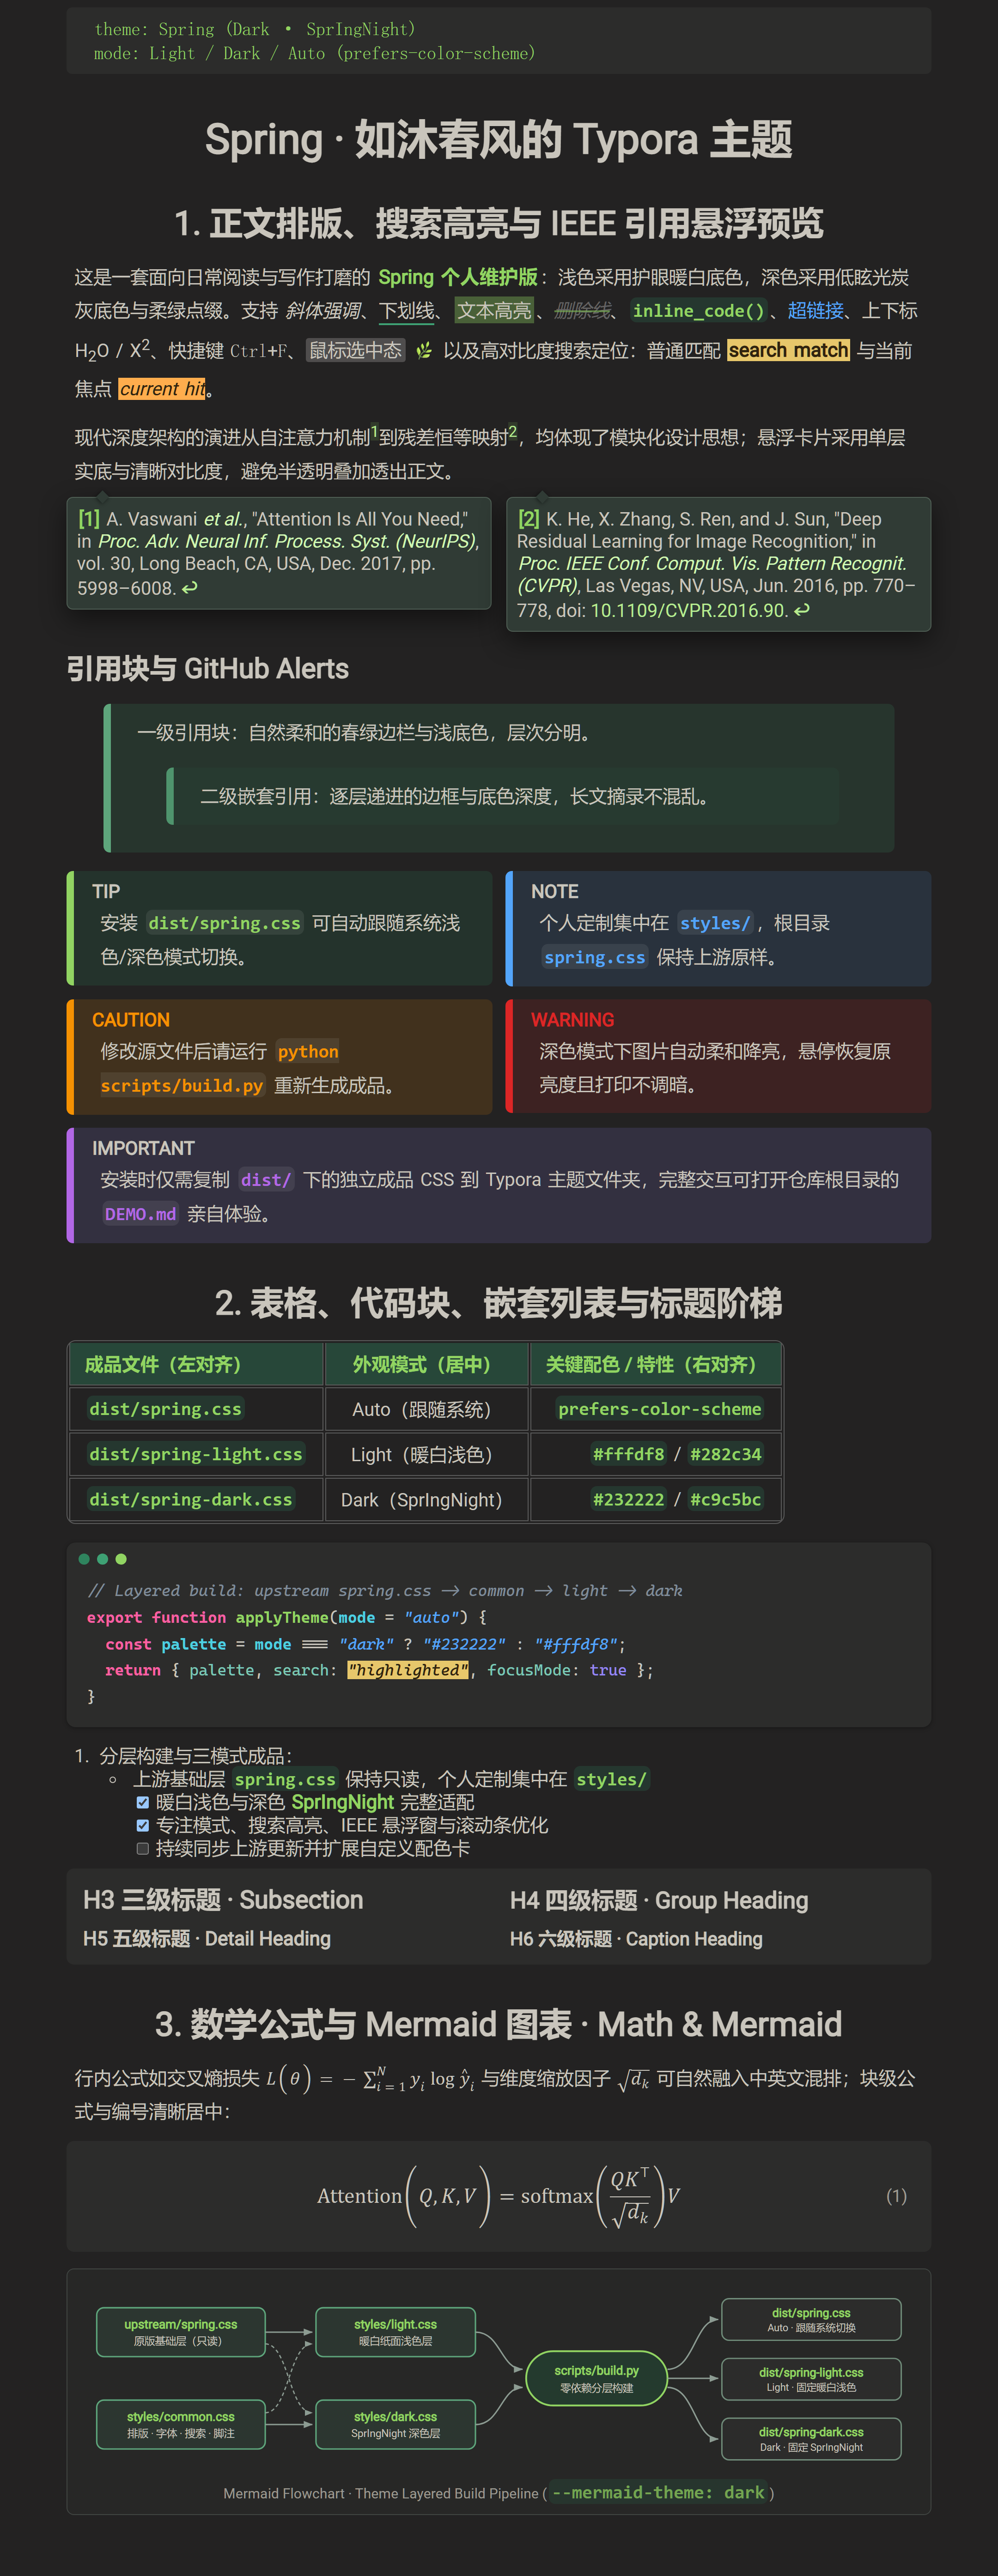 theme: Spring (Dark • SprIngNight)
mode: Light / Dark / Auto (prefers-color-scheme)
Spring · 如沐春风的 Typora 主题
1. 正文排版、搜索高亮与 IEEE 引用悬浮预览
这是一套面向日常阅读与写作打磨的 Spring 个人维护版：浅色采用护眼暖白底色，深色采用低眩光炭
灰底色与柔绿点缀。支持 斜体强调、下划线、文本高亮、删除线、inline_code()、超链接、上下标
H₂O / X²、快捷键 Ctrl+F、鼠标选中态 🌿 以及高对比度搜索定位：普通匹配 search match 与当前
焦点 current hit。
现代深度架构的演进从自注意力机制¹到残差恒等映射²，均体现了模块化设计思想；悬浮卡片采用单层
实底与清晰对比度，避免半透明叠加透出正文。
[1] A. Vaswani et al., "Attention Is All You Need,"
in Proc. Adv. Neural Inf. Process. Syst. (NeurIPS),
vol. 30, Long Beach, CA, USA, Dec. 2017, pp.
5998–6008. ↩
[2] K. He, X. Zhang, S. Ren, and J. Sun, "Deep
Residual Learning for Image Recognition," in
Proc. IEEE Conf. Comput. Vis. Pattern Recognit.
(CVPR), Las Vegas, NV, USA, Jun. 2016, pp. 770–
778, doi: 10.1109/CVPR.2016.90. ↩
引用块与 GitHub Alerts
一级引用块：自然柔和的春绿边栏与浅底色，层次分明。
二级嵌套引用：逐层递进的边框与底色深度，长文摘录不混乱。
TIP
安装 dist/spring.css 可自动跟随系统浅
色/深色模式切换。
NOTE
个人定制集中在 styles/，根目录
spring.css 保持上游原样。
CAUTION
修改源文件后请运行 python
scripts/build.py 重新生成成品。
WARNING
深色模式下图片自动柔和降亮，悬停恢复原
亮度且打印不调暗。
IMPORTANT
安装时仅需复制 dist/ 下的独立成品 CSS 到 Typora 主题文件夹，完整交互可打开仓库根目录的
DEMO.md 亲自体验。
2. 表格、代码块、嵌套列表与标题阶梯
成品文件（左对齐） 外观模式（居中） 关键配色 / 特性（右对齐）
dist/spring.css Auto（跟随系统） prefers-color-scheme
dist/spring-light.css Light（暖白浅色） #fffdf8 / #282c34
dist/spring-dark.css Dark（SprIngNight） #232222 / #c9c5bc
// Layered build: upstream spring.css -> common -> light -> dark
export function applyTheme(mode = "auto") {
const palette = mode === "dark" ? "#232222" : "#fffdf8";
return { palette, search: "highlighted", focusMode: true };
}
1. 分层构建与三模式成品：
上游基础层 spring.css 保持只读，个人定制集中在 styles/
暖白浅色与深色 SprIngNight 完整适配
专注模式、搜索高亮、IEEE 悬浮窗与滚动条优化
持续同步上游更新并扩展自定义配色卡
H3 三级标题 · Subsection
H4 四级标题 · Group Heading
H5 五级标题 · Detail Heading
H6 六级标题 · Caption Heading
3. 数学公式与 Mermaid 图表 · Math & Mermaid
行内公式如交叉熵损失 L(θ) = − ∑_{i=1}^{N} y_i log ŷ_i 与维度缩放因子 √d_k 可自然融入中英文混排；块级公
式与编号清晰居中：
Attention(Q, K, V) = softmax(QK^⊤ / √d_k)V (1)
upstream/spring.css
原版基础层（只读）
styles/light.css
暖白纸面浅色层
styles/common.css
排版 · 字体 · 搜索 · 脚注
styles/dark.css
SprIngNight 深色层
scripts/build.py
零依赖分层构建
dist/spring.css
Auto · 跟随系统切换
dist/spring-light.css
Light · 固定暖白浅色
dist/spring-dark.css
Dark · 固定 SprIngNight
Mermaid Flowchart · Theme Layered Build Pipeline (--mermaid-theme: dark)